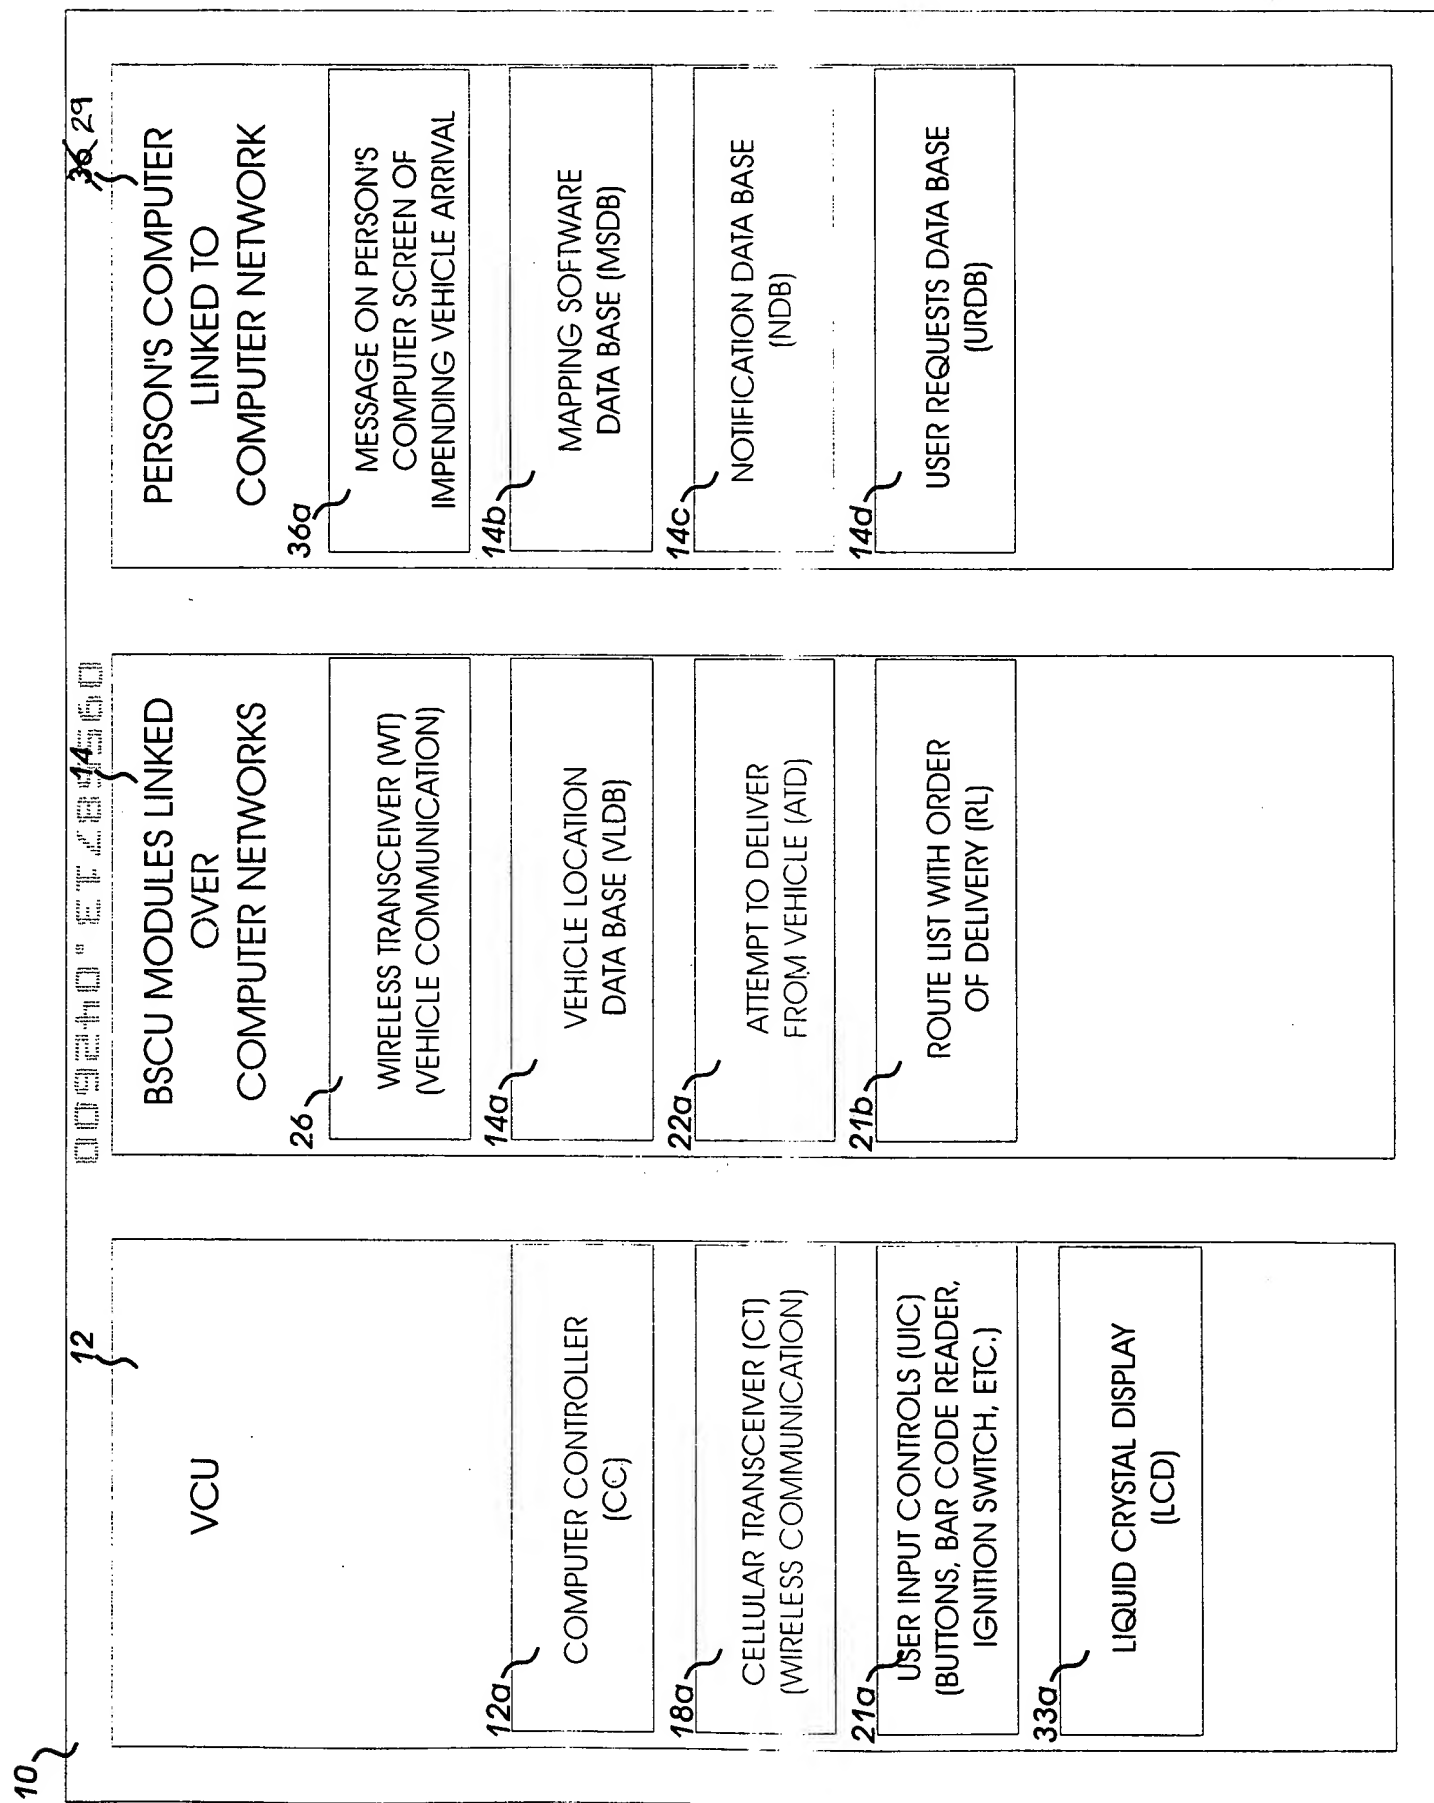 10
12
VCU
12a
COMPUTER CONTROLLER
(CC)
18a
CELLULAR TRANSCEIVER (CT)
(WIRELESS COMMUNICATION)
21a
USER INPUT CONTROLS (UIC)
(BUTTONS, BAR CODE READER,
IGNITION SWITCH, ETC.)
33a
LIQUID CRYSTAL DISPLAY
(LCD)
14
BSCU MODULES LINKED
OVER
COMPUTER NETWORKS
26
WIRELESS TRANSCEIVER (WT)
(VEHICLE COMMUNICATION)
14a
VEHICLE LOCATION
DATA BASE (VLDB)
22a
ATTEMPT TO DELIVER
FROM VEHICLE (ATD)
21b
ROUTE LIST WITH ORDER
OF DELIVERY (RL)
36 29
PERSON'S COMPUTER
LINKED TO
COMPUTER NETWORK
36a
MESSAGE ON PERSON'S
COMPUTER SCREEN OF
IMPENDING VEHICLE ARRIVAL
14b
MAPPING SOFTWARE
DATA BASE (MSDB)
14c
NOTIFICATION DATA BASE
(NDB)
14d
USER REQUESTS DATA BASE
(URDB)